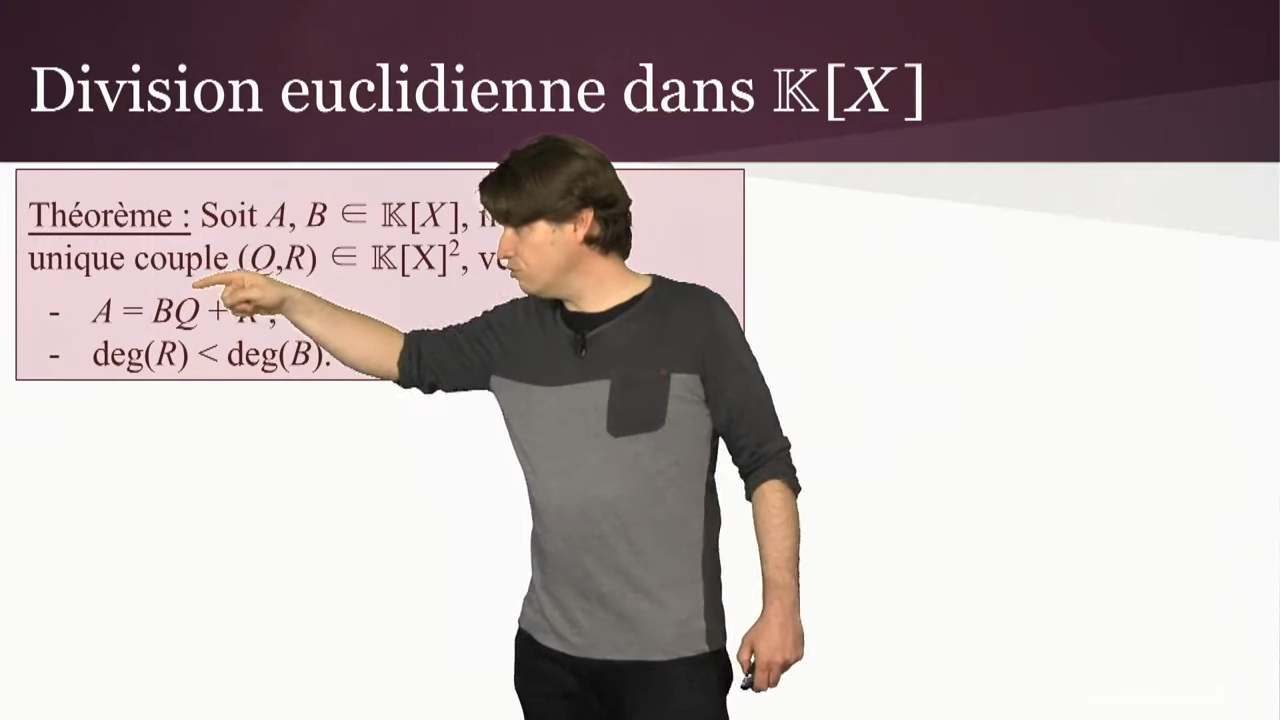 Division euclidienne dans 𝕂[X]
Théorème : Soit A, B ∈ 𝕂[X],
unique couple (Q,R) ∈ 𝕂[X]²,
- A = BQ + R ,
- deg(R) < deg(B).